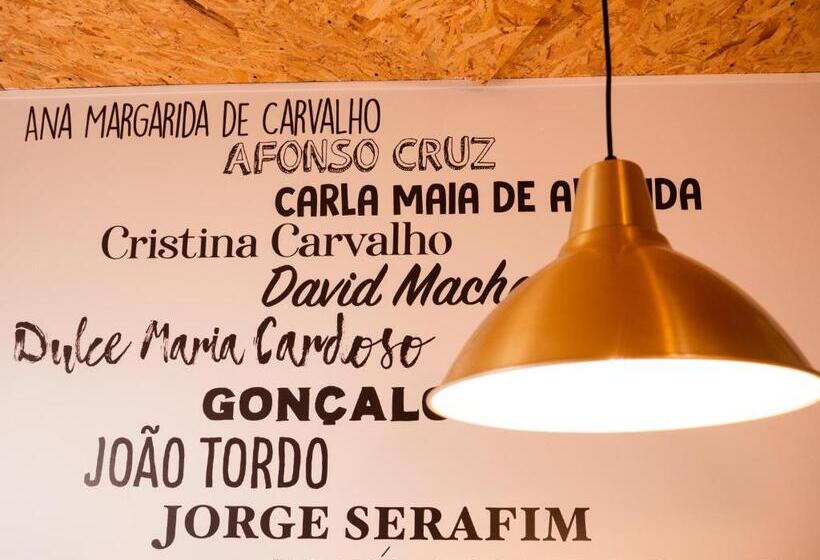 ANA MARGARIDA DE CARVALHO
AFONSO CRUZ
CARLA MAIA DE
Cristina Carvalho
David
Dulce Maria Cardoso
JOÃO TORDO
JORGE SERAFIM